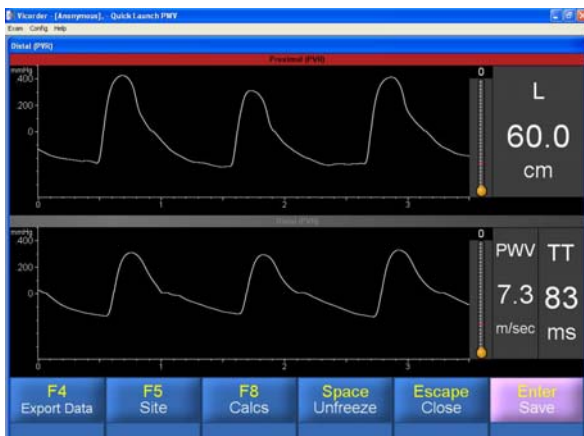 Vicorder - [Anonymous], - Quick Launch PWV
Exam Config Help
Distal (PVR)
Proximal (PVR)
mmHg
400
200
0
0
0 1 2 3
L
60.0
cm
Distal (PVR)
mmHg
400
200
0
0
0 1 2 3
PWV TT
7.3 83
m/sec ms
F4 F5 F8 Space Escape Enter
Export Data Site Calcs Unfreeze Close Save